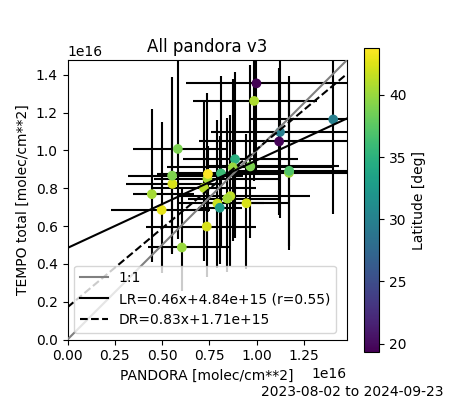 All pandora v3
1e16
1.4
1.2
1.0
0.8
0.6
0.4
0.2
0.0
TEMPO total [molec/cm**2]
1:1
LR=0.46x+4.84e+15 (r=0.55)
DR=0.83x+1.71e+15
0.00
0.25
0.50
0.75
1.00
1.25
1e16
PANDORA [molec/cm**2]
40
35
30
25
20
Latitude [deg]
2023-08-02 to 2024-09-23